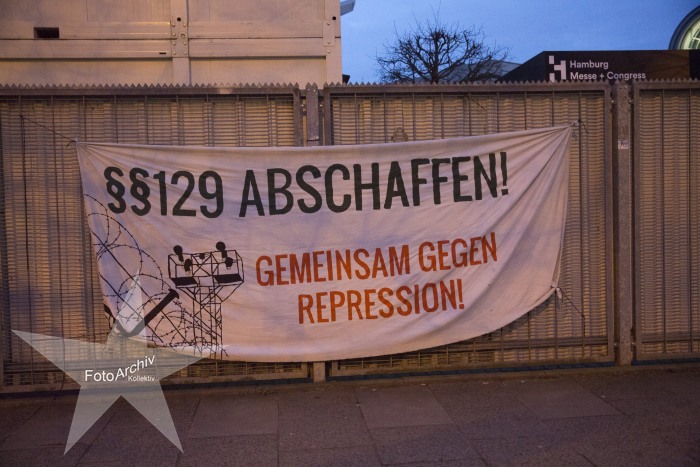 Hamburg
Messe + Congress
§§129 ABSCHAFFEN!
GEMEINSAM GEGEN
REPRESSION!
FotoArchiv
Kollektiv